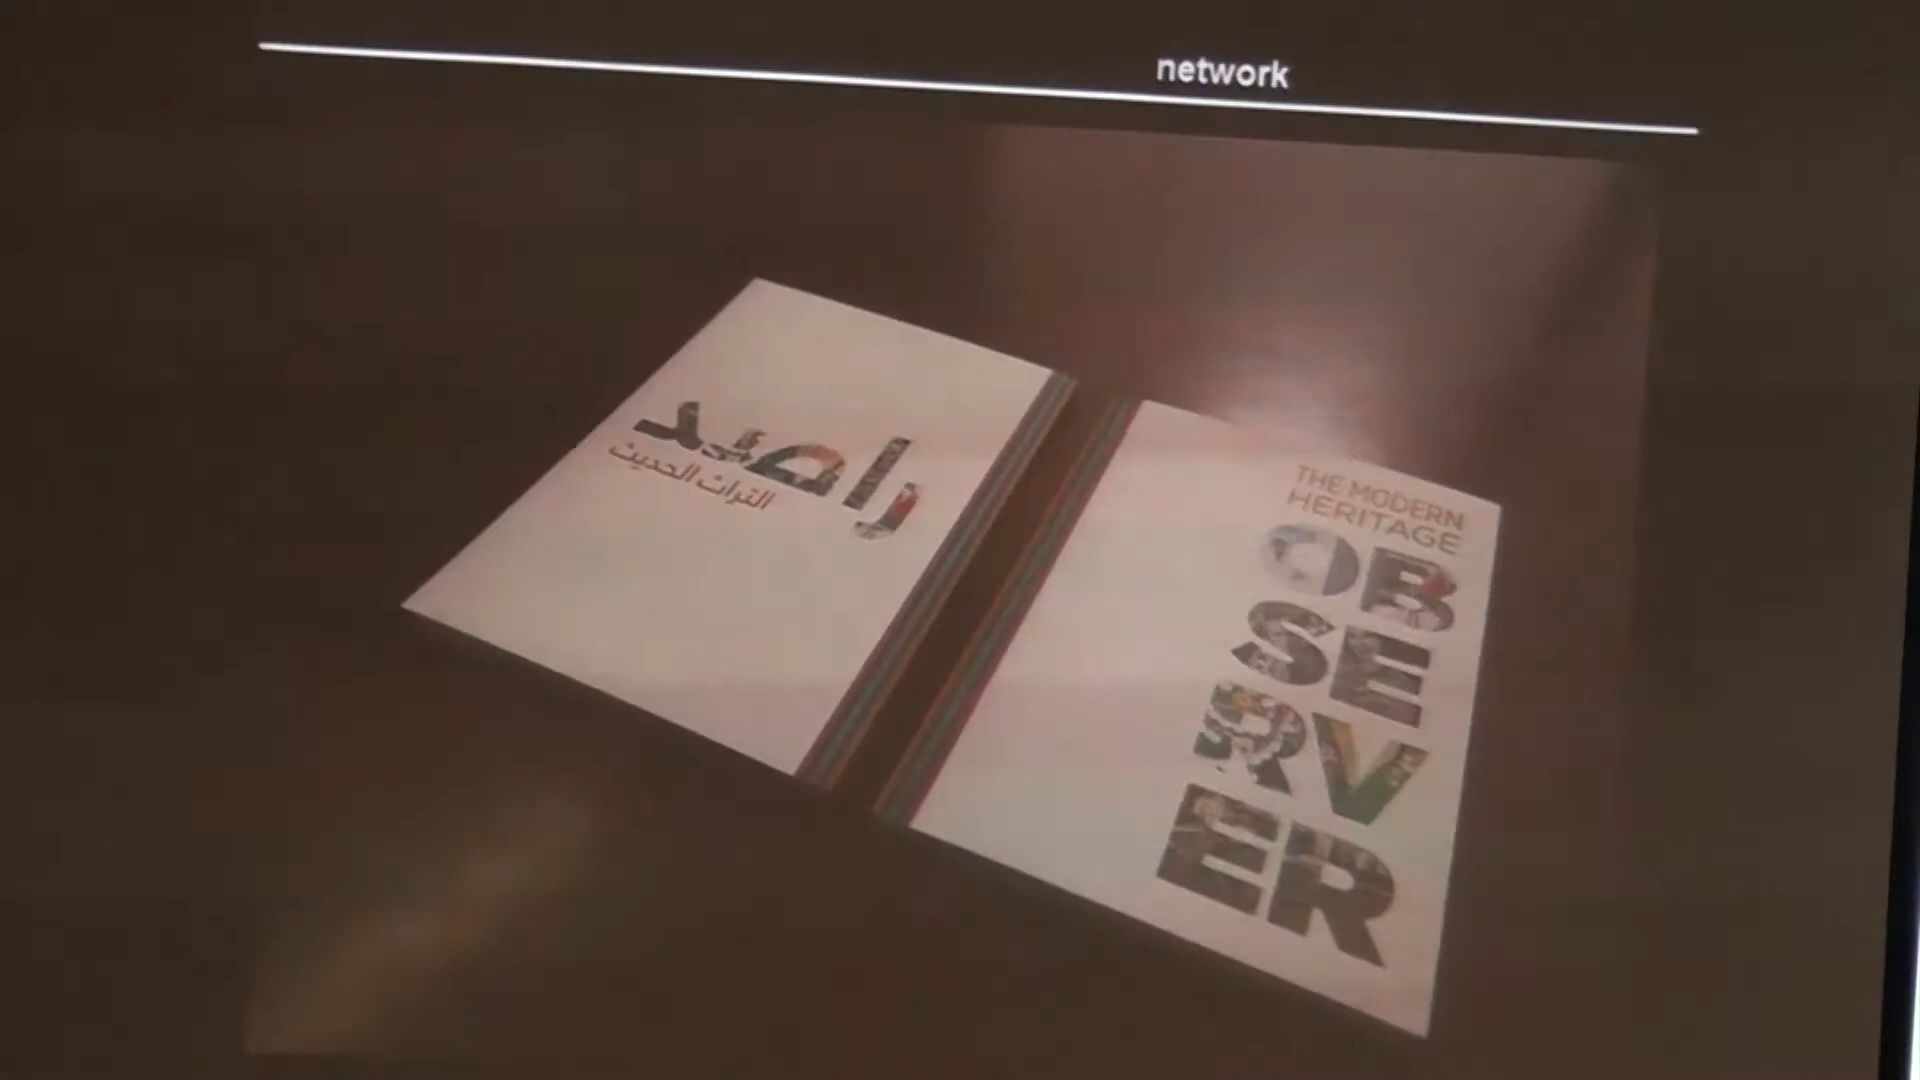 network
راصد
التراث الحديث
THE MODERN
HERITAGE
OB
SE
RV
ER